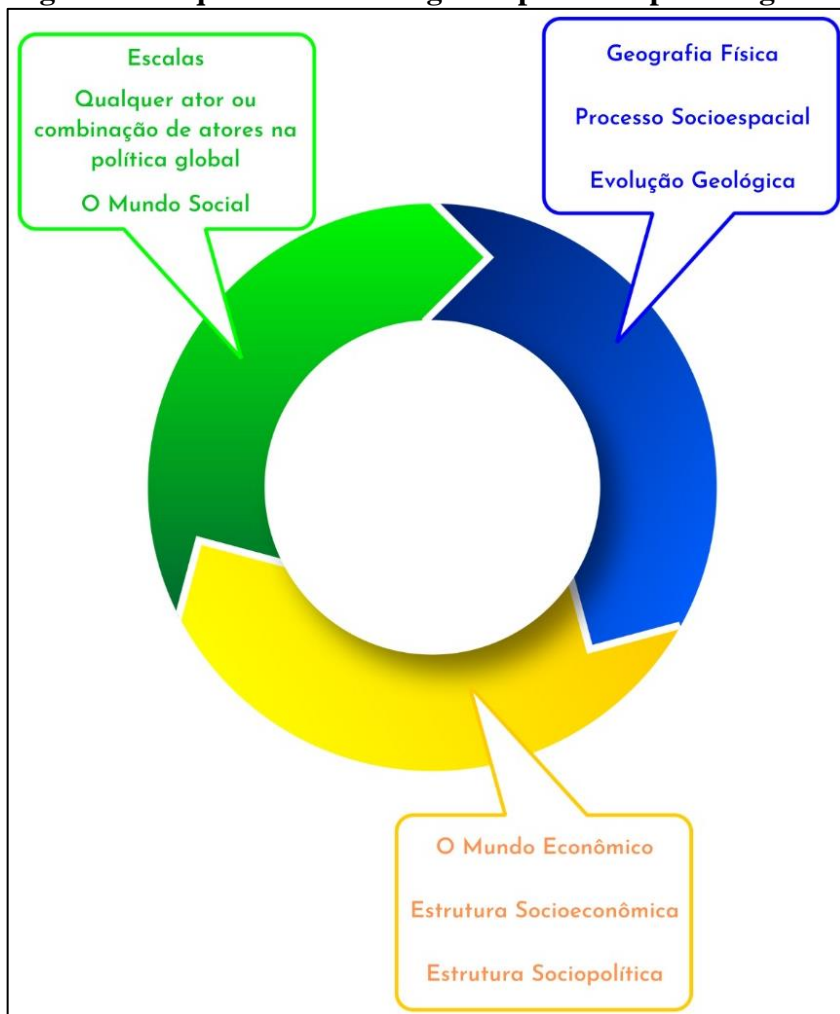 Escalas
Qualquer ator ou
combinação de atores na
política global
O Mundo Social
Geografia Física
Processo Socioespacial
Evolução Geológica
O Mundo Econômico
Estrutura Socioeconômica
Estrutura Sociopolítica